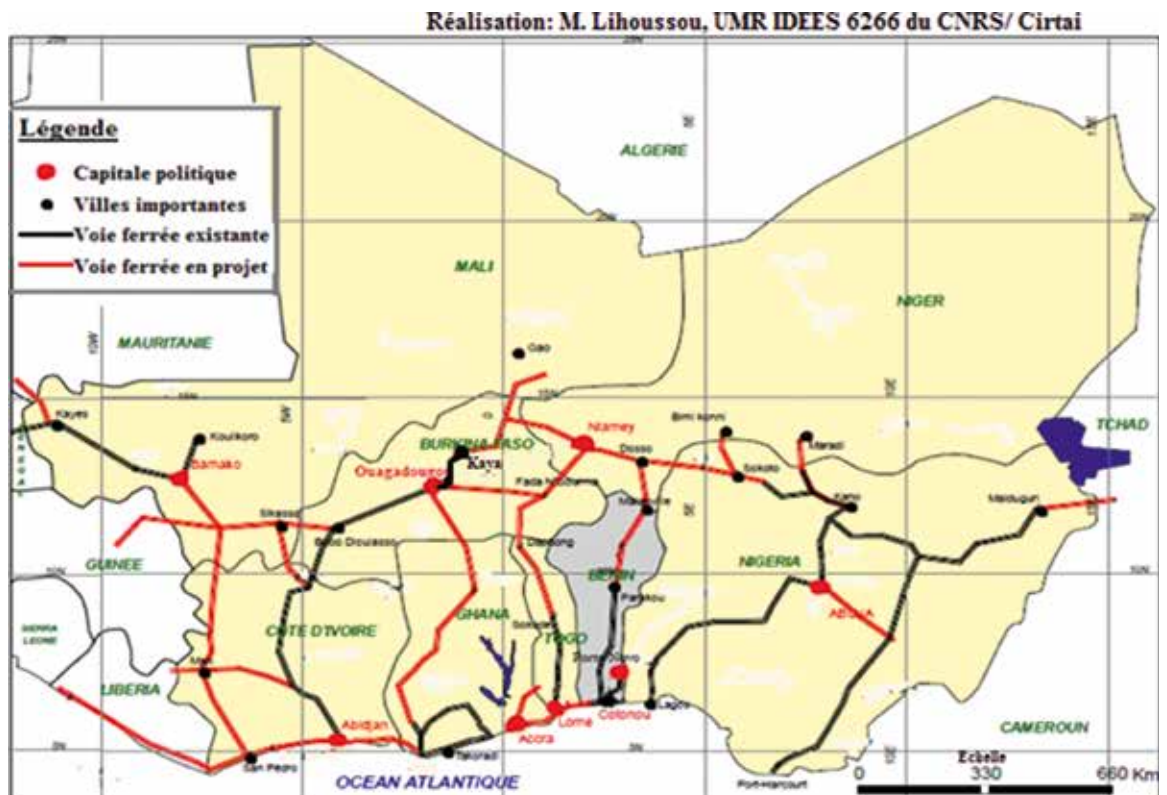 Réalisation: M. Lihoussou, UMR IDEES 6266 du CNRS/ Cirtai
Légende
Capitale politique
Villes importantes
Voie ferrée existante
Voie ferrée en projet
ALGERIE
MALI
NIGER
MAURITANIE
TCHAD
Gao
Kayes
Koulikoro
Bamako
BURKINA FASO
Kaya
Ouagadougou
Niamey
Dosso
Birni konni
Maradi
Sokoto
Kano
Maiduguri
Sikasso
Bobo Dioulasso
GUINEE
SIERRA
LEONE
COTE D'IVOIRE
GHANA
TOGO
BENIN
Parakou
NIGERIA
ABUJA
LIBERIA
Abidjan
San Pedro
Takoradi
Accra
Lomé
Cotonou
Lagos
Port-Harcourt
CAMEROUN
OCEAN ATLANTIQUE
Echelle
0 330 660 Km